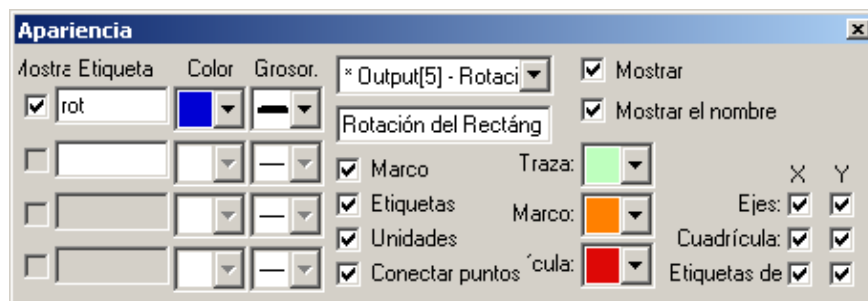 Apariencia
Mostra Etiqueta Color Grosor. * Output[5] - Rotaci Mostrar
rot Mostrar el nombre
Rotación del Rectáng
Marco Traza: X Y
Etiquetas Marco: Ejes:
Unidades Cuadrícula:
Conectar puntos ´cula: Etiquetas de